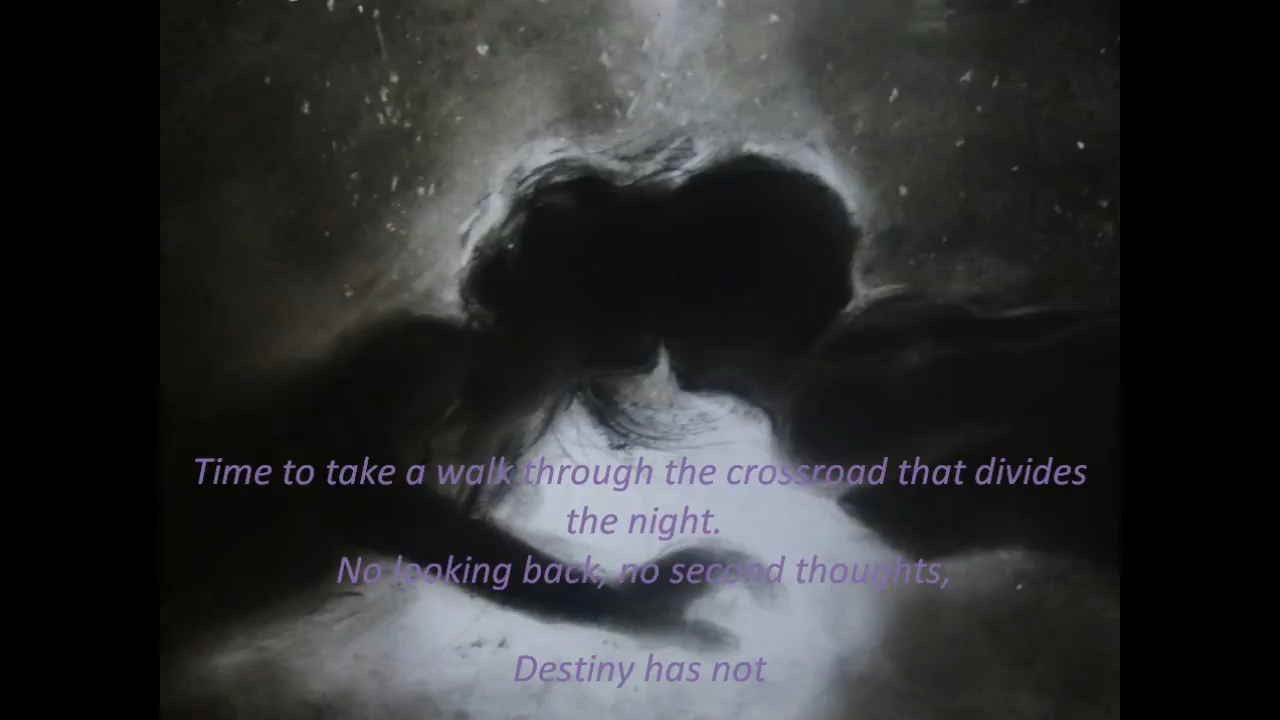 Time to take a walk through the crossroad that divides
the night.
No looking back, no second thoughts,
Destiny has not